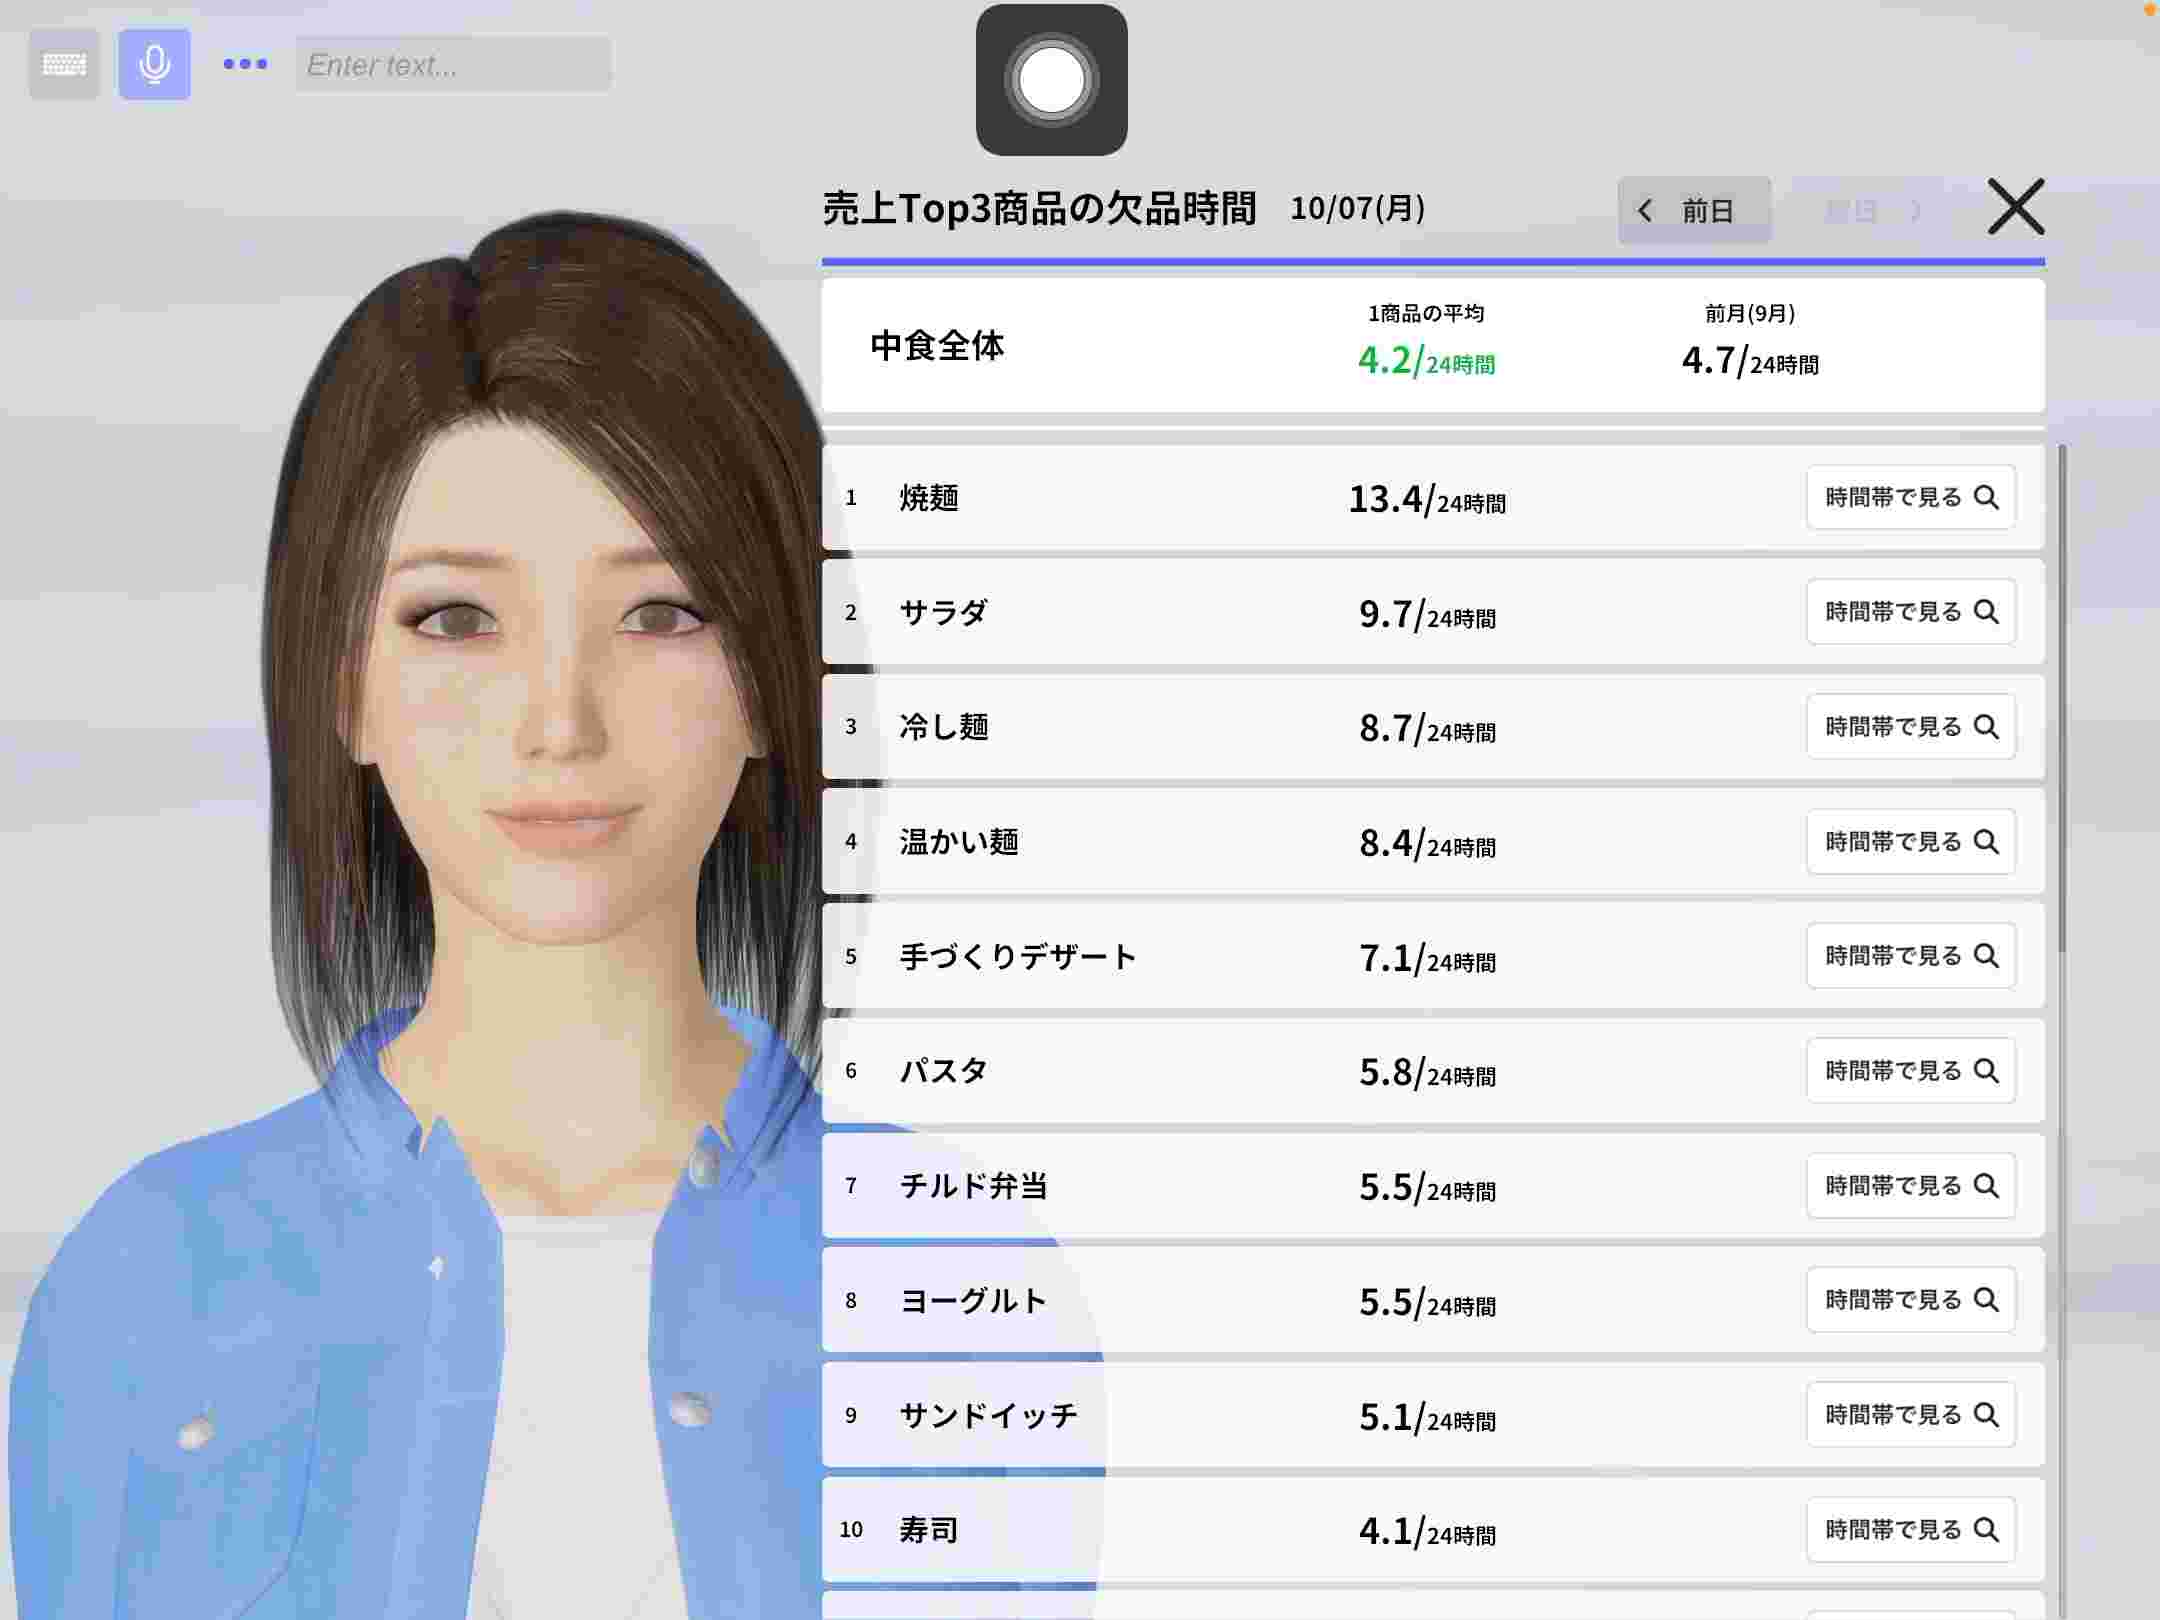 Enter text...
売上Top3商品の欠品時間 10/07(月)
前日
翌日
1商品の平均 前月(9月)
中食全体 4.2/24時間 4.7/24時間
1 焼麺 13.4/24時間 時間帯で見る
2 サラダ 9.7/24時間 時間帯で見る
3 冷し麺 8.7/24時間 時間帯で見る
4 温かい麺 8.4/24時間 時間帯で見る
5 手づくりデザート 7.1/24時間 時間帯で見る
6 パスタ 5.8/24時間 時間帯で見る
7 チルド弁当 5.5/24時間 時間帯で見る
8 ヨーグルト 5.5/24時間 時間帯で見る
9 サンドイッチ 5.1/24時間 時間帯で見る
10 寿司 4.1/24時間 時間帯で見る